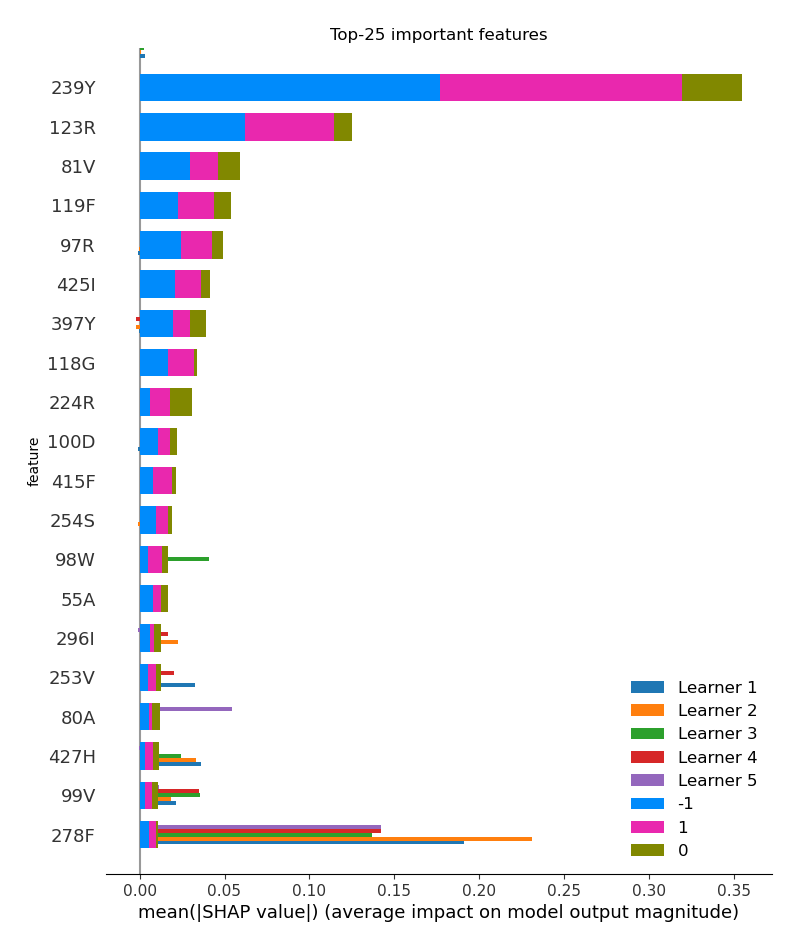 Top-25 important features
239Y
123R
81V
119F
97R
425I
397Y
118G
224R
100D
415F
254S
98W
55A
296I
253V
80A
427H
99V
278F
feature
Learner 1
Learner 2
Learner 3
Learner 4
Learner 5
-1
1
0
0.00 0.05 0.10 0.15 0.20 0.25 0.30 0.35
mean(|SHAP value|) (average impact on model output magnitude)